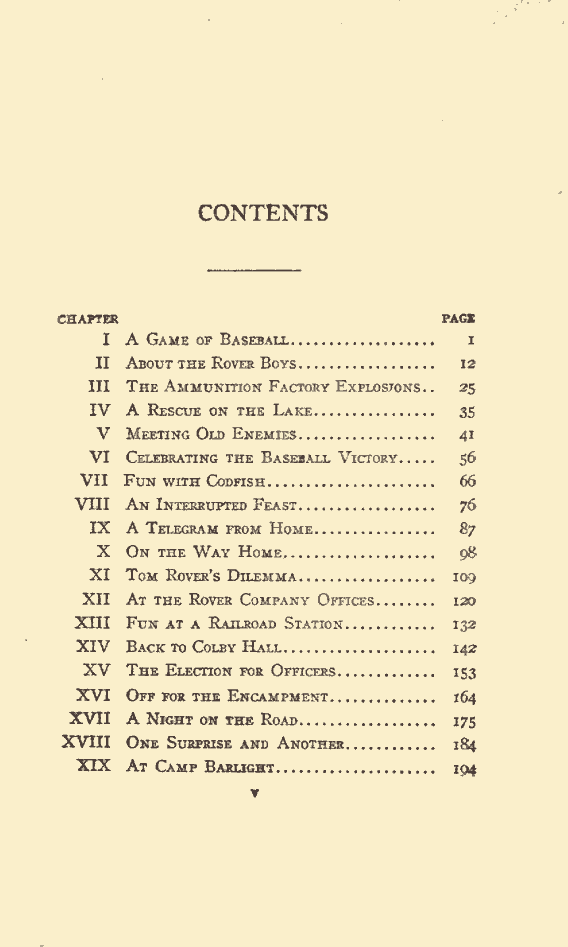 CONTENTS
CHAPTER PAGE
I A Game of Baseball................... 1
II About the Rover Boys.................. 12
III The Ammunition Factory Explosions.. 25
IV A Rescue on the Lake................ 35
V Meeting Old Enemies.................. 41
VI Celebrating the Baseball Victory..... 56
VII Fun with Codfish...................... 66
VIII An Interrupted Feast.................. 76
IX A Telegram from Home................ 87
X On the Way Home.................... 98
XI Tom Rover's Dilemma.................. 109
XII At the Rover Company Offices........ 120
XIII Fun at a Railroad Station............ 132
XIV Back to Colby Hall.................... 142
XV The Election for Officers............. 153
XVI Off for the Encampment.............. 164
XVII A Night on the Road.................. 175
XVIII One Surprise and Another............ 184
XIX At Camp Barlight..................... 194
v